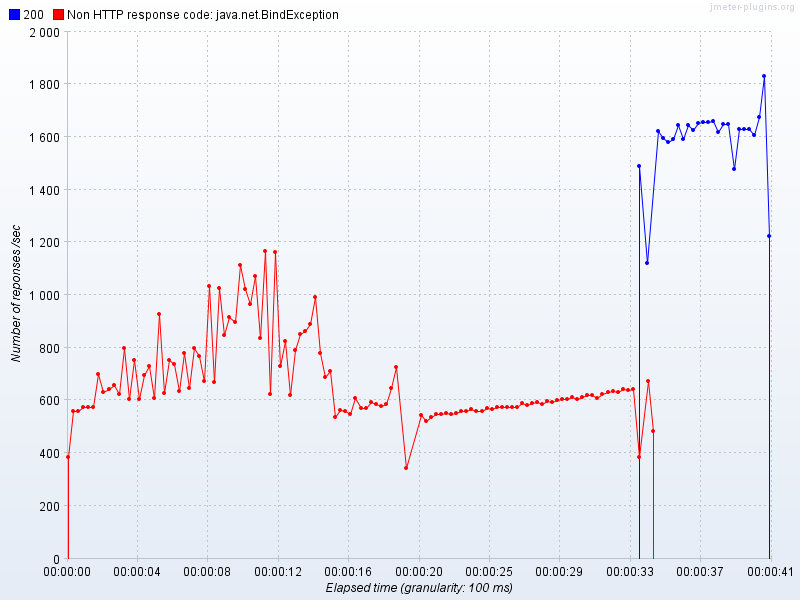 jmeter-plugins.org
200 Non HTTP response code: java.net.BindException
2 000
1 800
1 600
1 400
1 200
1 000
800
600
400
200
0
Number of reponses /sec
00:00:00 00:00:04 00:00:08 00:00:12 00:00:16 00:00:20 00:00:25 00:00:29 00:00:33 00:00:37 00:00:41
Elapsed time (granularity: 100 ms)